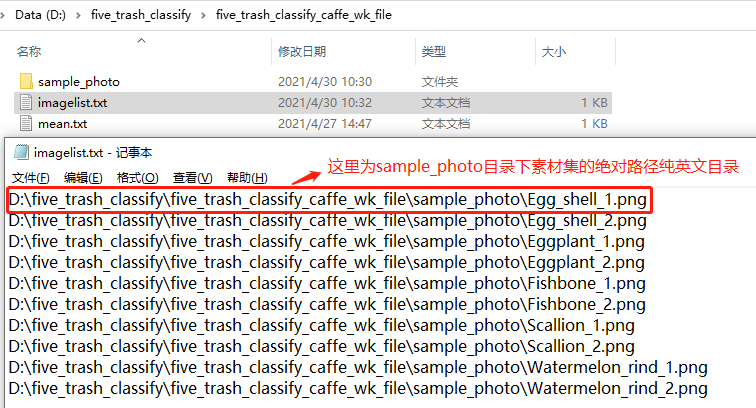 Data (D:) › five_trash_classify › five_trash_classify_caffe_wk_file
名称 修改日期 类型 大小
sample_photo 2021/4/30 10:30 文件夹
imagelist.txt 2021/4/30 10:32 文本文档 1 KB
mean.txt 2021/4/27 14:47 文本文档 1 KB
imagelist.txt - 记事本
这里为sample_photo目录下素材集的绝对路径纯英文目录
文件(F) 编辑(E) 格式(O) 查看(V) 帮助(H)
D:\five_trash_classify\five_trash_classify_caffe_wk_file\sample_photo\Egg_shell_1.png
D:\five_trash_classify\five_trash_classify_caffe_wk_file\sample_photo\Egg_shell_2.png
D:\five_trash_classify\five_trash_classify_caffe_wk_file\sample_photo\Eggplant_1.png
D:\five_trash_classify\five_trash_classify_caffe_wk_file\sample_photo\Eggplant_2.png
D:\five_trash_classify\five_trash_classify_caffe_wk_file\sample_photo\Fishbone_1.png
D:\five_trash_classify\five_trash_classify_caffe_wk_file\sample_photo\Fishbone_2.png
D:\five_trash_classify\five_trash_classify_caffe_wk_file\sample_photo\Scallion_1.png
D:\five_trash_classify\five_trash_classify_caffe_wk_file\sample_photo\Scallion_2.png
D:\five_trash_classify\five_trash_classify_caffe_wk_file\sample_photo\Watermelon_rind_1.png
D:\five_trash_classify\five_trash_classify_caffe_wk_file\sample_photo\Watermelon_rind_2.png